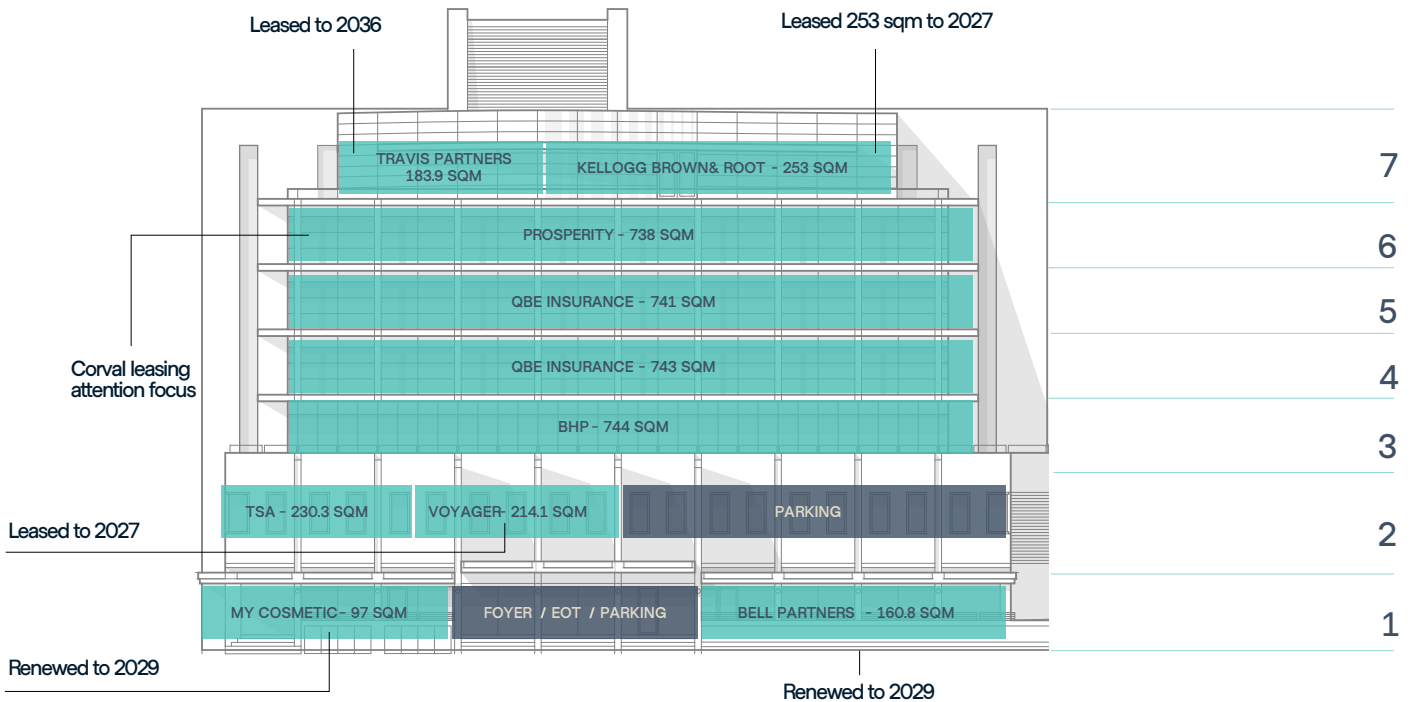 Leased to 2036
Leased 253 sqm to 2027
TRAVIS PARTNERS
183.9 SQM
KELLOGG BROWN& ROOT - 253 SQM
7
PROSPERITY - 738 SQM
6
QBE INSURANCE - 741 SQM
5
Corval leasing
attention focus
QBE INSURANCE - 743 SQM
4
BHP - 744 SQM
3
TSA - 230.3 SQM
VOYAGER- 214.1 SQM
PARKING
2
Leased to 2027
MY COSMETIC - 97 SQM
FOYER / EOT / PARKING
BELL PARTNERS - 160.8 SQM
1
Renewed to 2029
Renewed to 2029